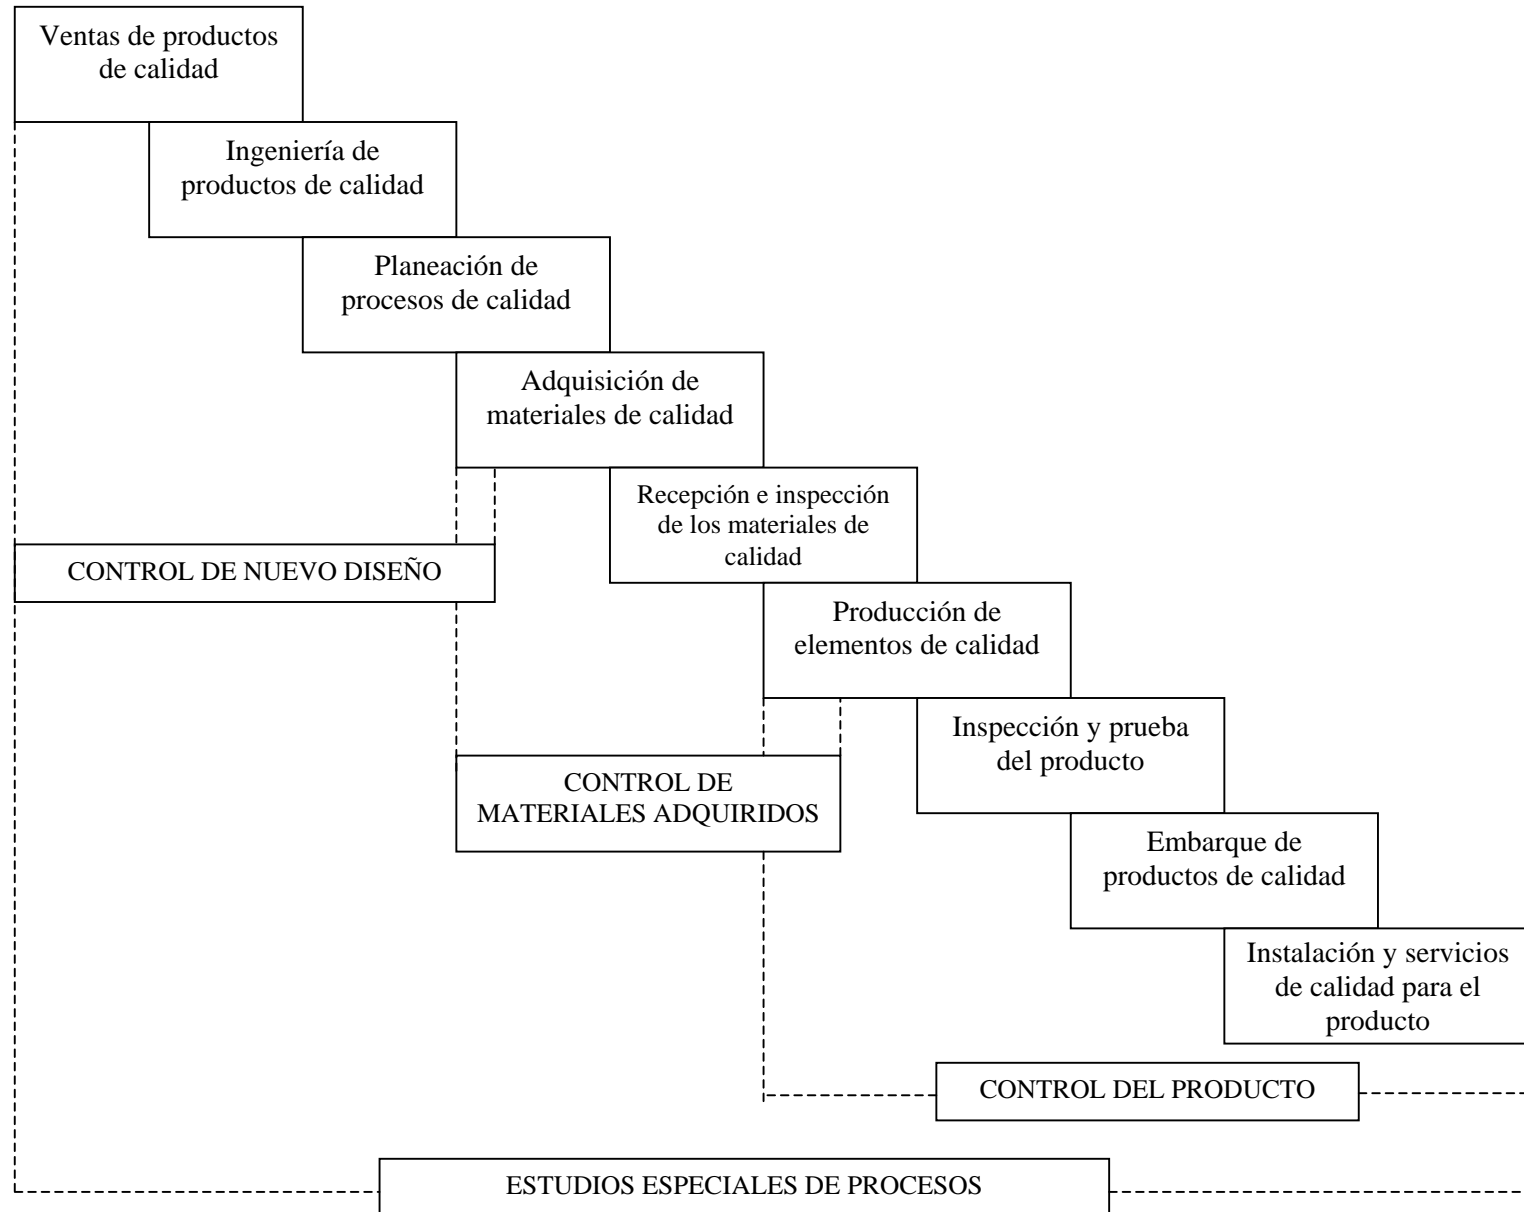 Ventas de productos
de calidad
Ingeniería de
productos de calidad
Planeación de
procesos de calidad
Adquisición de
materiales de calidad
Recepción e inspección
de los materiales de
calidad
CONTROL DE NUEVO DISEÑO
Producción de
elementos de calidad
Inspección y prueba
del producto
CONTROL DE
MATERIALES ADQUIRIDOS
Embarque de
productos de calidad
Instalación y servicios
de calidad para el
producto
CONTROL DEL PRODUCTO
ESTUDIOS ESPECIALES DE PROCESOS